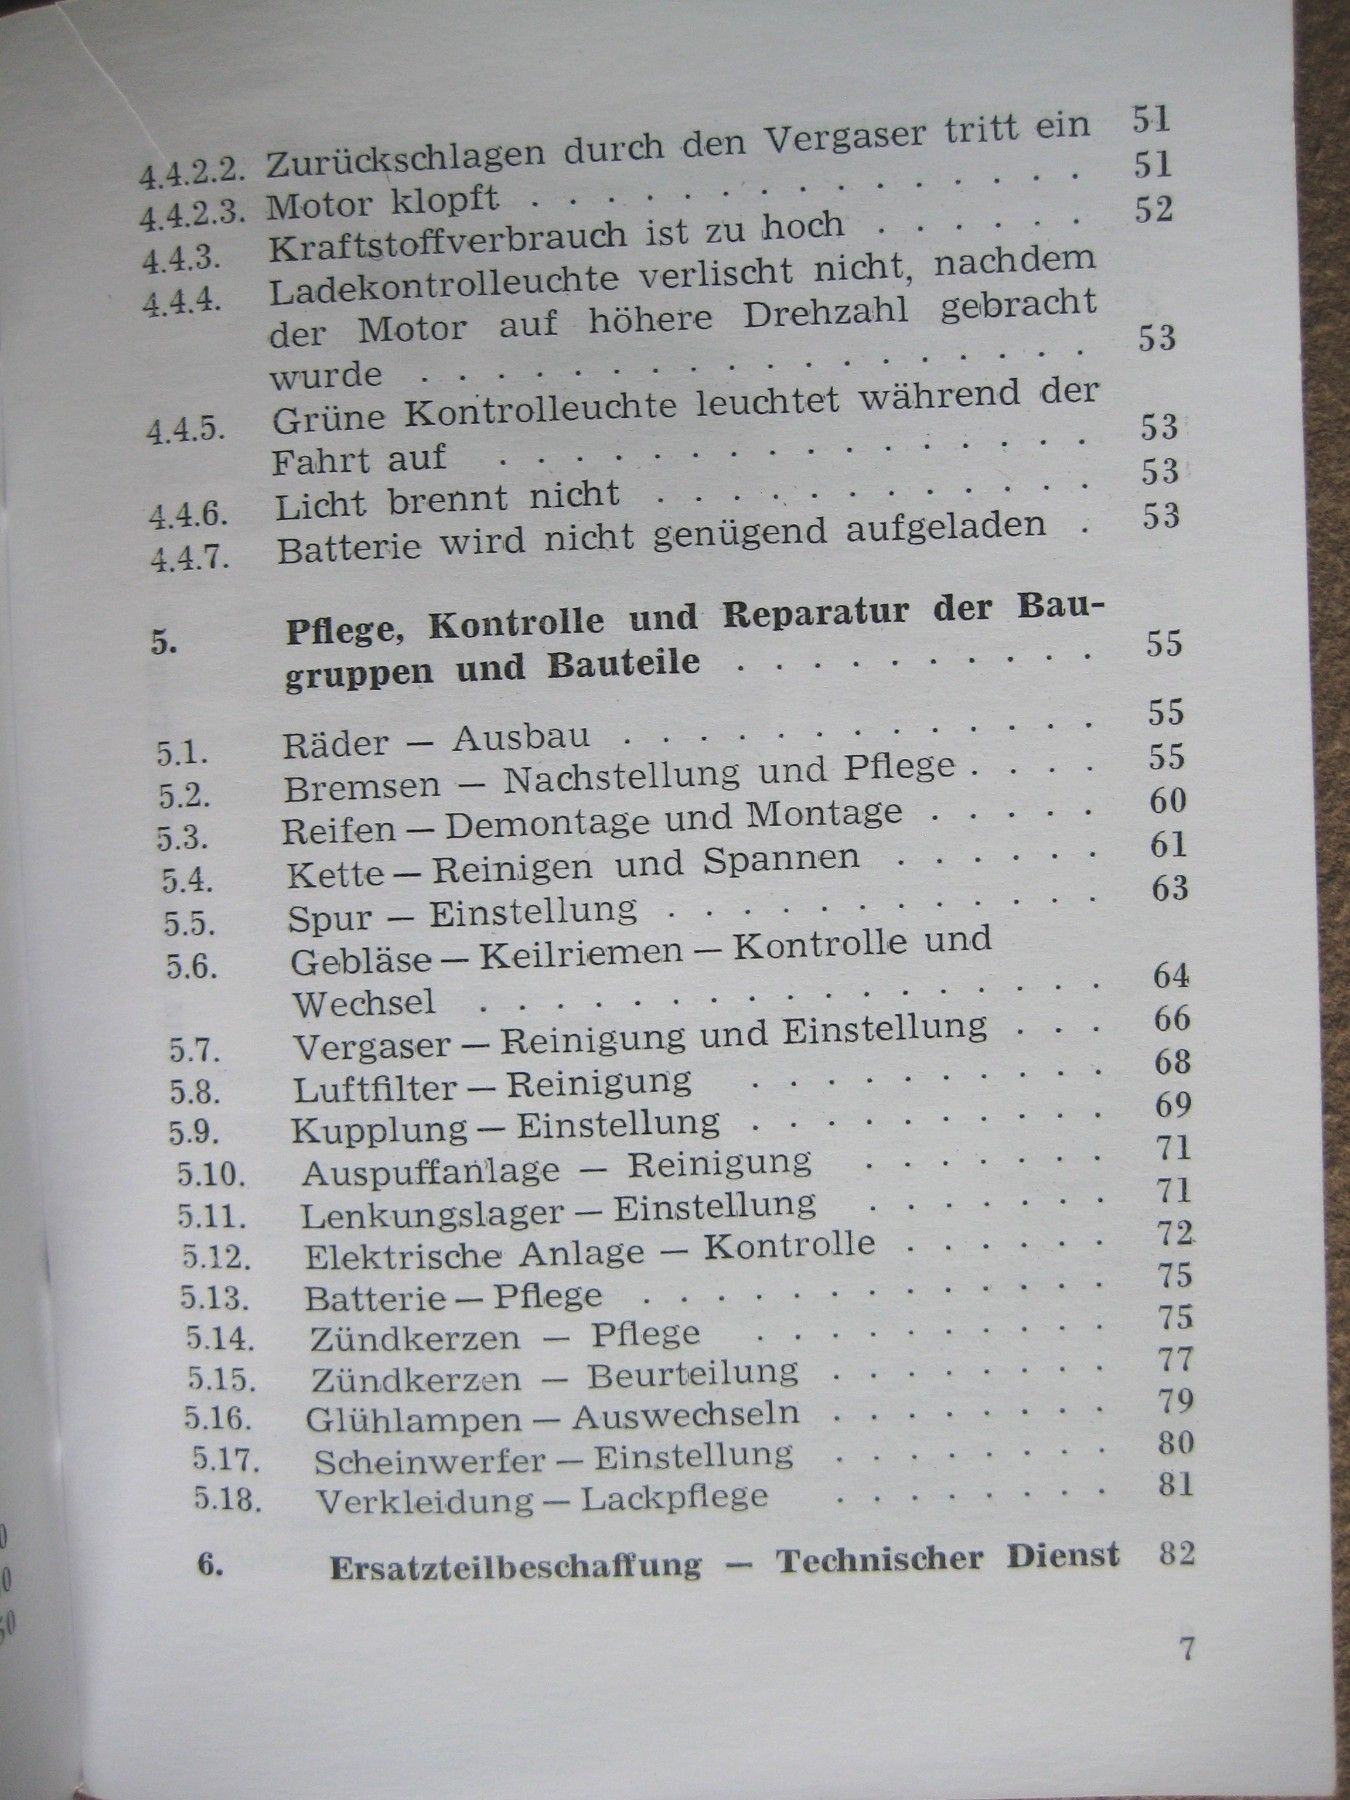 4.4.2.2. Zurückschlagen durch den Vergaser tritt ein 51
4.4.2.3. Motor klopft . . . . . . . . . . . . . . . 51
4.4.3. Kraftstoffverbrauch ist zu hoch . . . . . . 52
4.4.4. Ladekontrolleuchte verlischt nicht, nachdem
der Motor auf höhere Drehzahl gebracht
wurde . . . . . . . . . . . . . . . . . . 53
4.4.5. Grüne Kontrolleuchte leuchtet während der
Fahrt auf . . . . . . . . . . . . . . . . 53
4.4.6. Licht brennt nicht . . . . . . . . . . . . 53
4.4.7. Batterie wird nicht genügend aufgeladen . 53
5. Pflege, Kontrolle und Reparatur der Bau-
gruppen und Bauteile . . . . . . . . . . 55
5.1. Räder — Ausbau . . . . . . . . . . . . . 55
5.2. Bremsen — Nachstellung und Pflege . . . . 55
5.3. Reifen — Demontage und Montage . . . . . 60
5.4. Kette — Reinigen und Spannen . . . . . . 61
5.5. Spur — Einstellung . . . . . . . . . . . . 63
5.6. Gebläse — Keilriemen — Kontrolle und
Wechsel . . . . . . . . . . . . . . . . . 64
5.7. Vergaser — Reinigung und Einstellung . . . 66
5.8. Luftfilter — Reinigung . . . . . . . . . . 68
5.9. Kupplung — Einstellung . . . . . . . . . . 69
5.10. Auspuffanlage — Reinigung . . . . . . . 71
5.11. Lenkungslager — Einstellung . . . . . . . 71
5.12. Elektrische Anlage — Kontrolle . . . . . . 72
5.13. Batterie — Pflege . . . . . . . . . . . . . 75
5.14. Zündkerzen — Pflege . . . . . . . . . . 75
5.15. Zündkerzen — Beurteilung . . . . . . . . 77
5.16. Glühlampen — Auswechseln . . . . . . . . 79
5.17. Scheinwerfer — Einstellung . . . . . . . . 80
5.18. Verkleidung — Lackpflege . . . . . . . . 81
6. Ersatzteilbeschaffung — Technischer Dienst 82
7